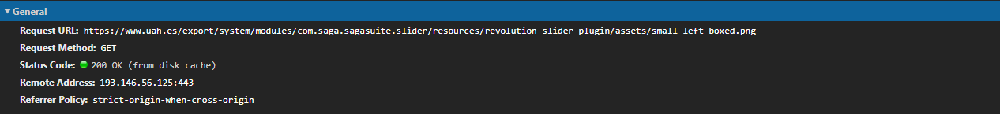 General
Request URL: https://www.uah.es/export/system/modules/com.saga.sagasuite.slider/resources/revolution-slider-plugin/assets/small_left_boxed.png
Request Method: GET
Status Code: 200 OK (from disk cache)
Remote Address: 193.146.56.125:443
Referrer Policy: strict-origin-when-cross-origin